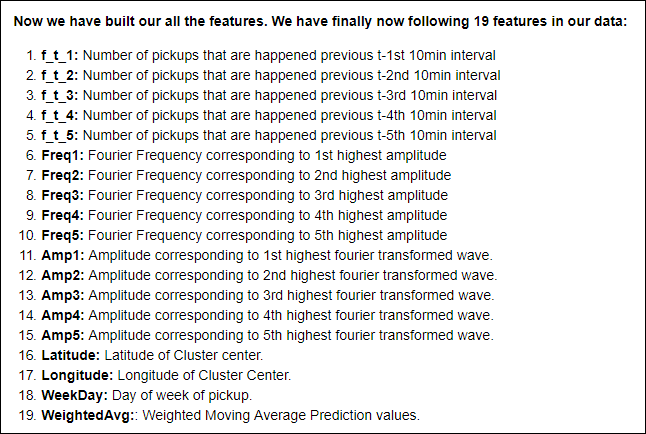 Now we have built our all the features. We have finally now following 19 features in our data:
1. f_t_1: Number of pickups that are happened previous t-1st 10min interval
2. f_t_2: Number of pickups that are happened previous t-2nd 10min interval
3. f_t_3: Number of pickups that are happened previous t-3rd 10min interval
4. f_t_4: Number of pickups that are happened previous t-4th 10min interval
5. f_t_5: Number of pickups that are happened previous t-5th 10min interval
6. Freq1: Fourier Frequency corresponding to 1st highest amplitude
7. Freq2: Fourier Frequency corresponding to 2nd highest amplitude
8. Freq3: Fourier Frequency corresponding to 3rd highest amplitude
9. Freq4: Fourier Frequency corresponding to 4th highest amplitude
10. Freq5: Fourier Frequency corresponding to 5th highest amplitude
11. Amp1: Amplitude corresponding to 1st highest fourier transformed wave.
12. Amp2: Amplitude corresponding to 2nd highest fourier transformed wave.
13. Amp3: Amplitude corresponding to 3rd highest fourier transformed wave.
14. Amp4: Amplitude corresponding to 4th highest fourier transformed wave.
15. Amp5: Amplitude corresponding to 5th highest fourier transformed wave.
16. Latitude: Latitude of Cluster center.
17. Longitude: Longitude of Cluster Center.
18. WeekDay: Day of week of pickup.
19. WeightedAvg:: Weighted Moving Average Prediction values.